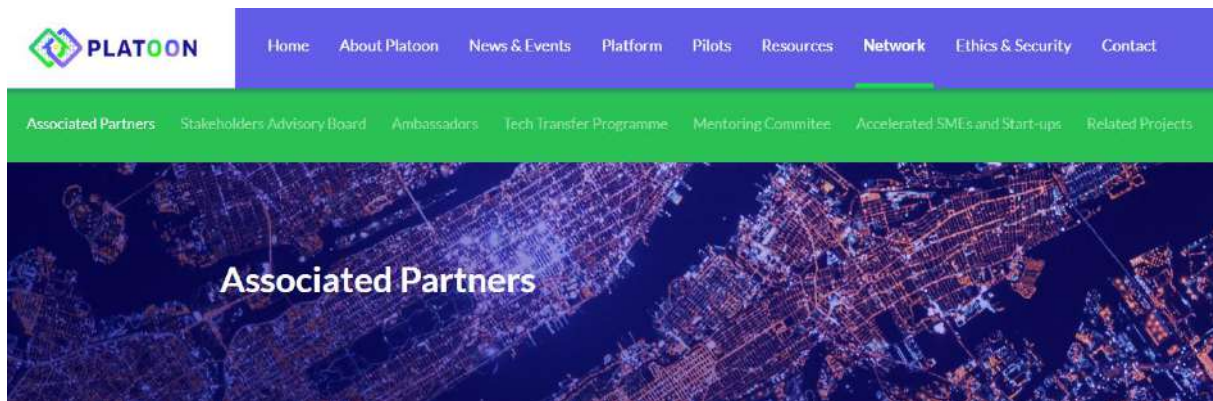 PLATOON
Home About Platoon News & Events Platform Pilots Resources Network Ethics & Security Contact
Associated Partners Stakeholders Advisory Board Ambassadors Tech Transfer Programme Mentoring Commitee Accelerated SMEs and Start-ups Related Projects
Associated Partners